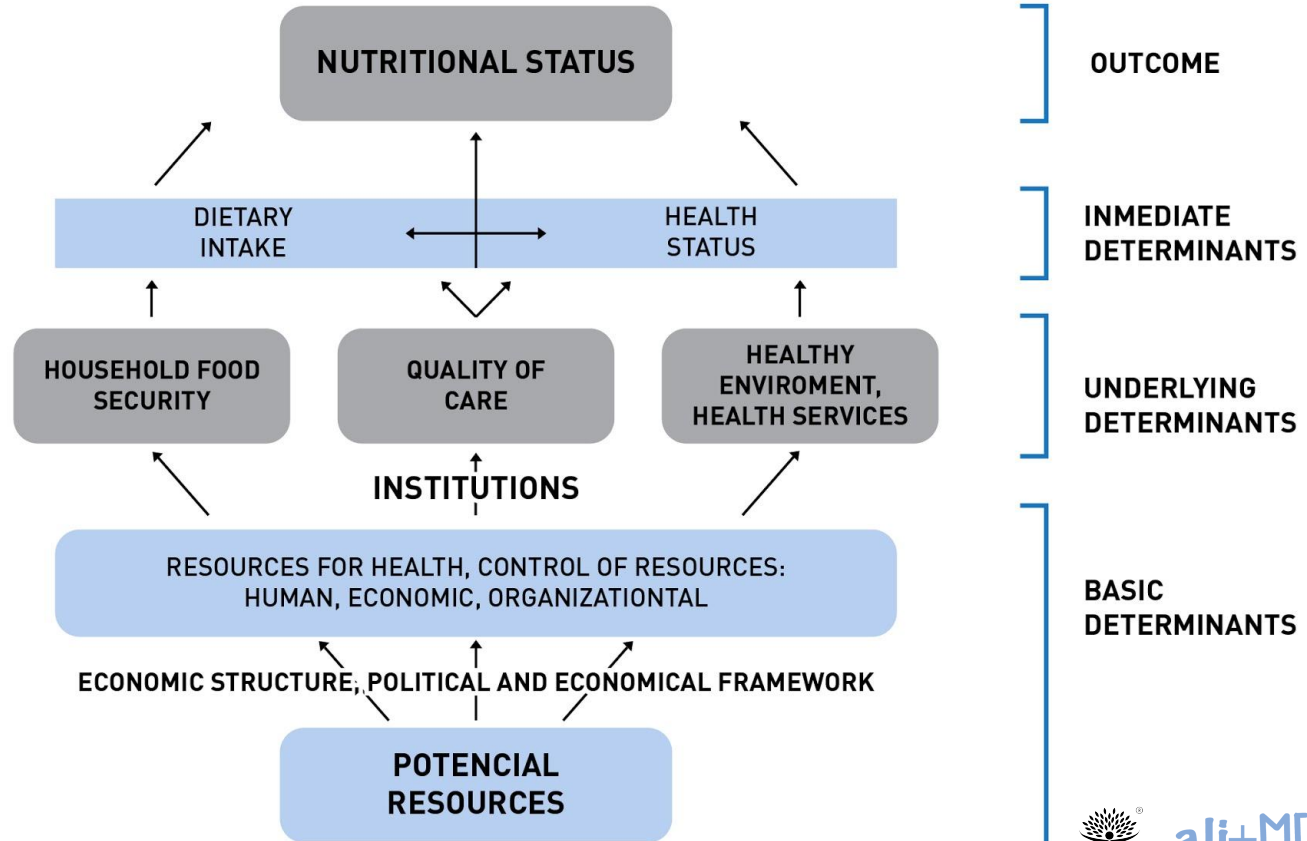 NUTRITIONAL STATUS
OUTCOME
DIETARY
INTAKE
HEALTH
STATUS
INMEDIATE
DETERMINANTS
HOUSEHOLD FOOD
SECURITY
QUALITY OF
CARE
HEALTHY
ENVIROMENT,
HEALTH SERVICES
UNDERLYING
DETERMINANTS
INSTITUTIONS
RESOURCES FOR HEALTH, CONTROL OF RESOURCES:
HUMAN, ECONOMIC, ORGANIZATIONTAL
BASIC
DETERMINANTS
ECONOMIC STRUCTURE, POLITICAL AND ECONOMICAL FRAMEWORK
POTENCIAL
RESOURCES